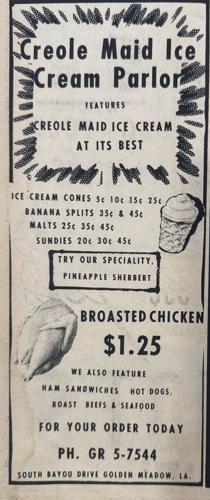 Creole Maid Ice
Cream Parlor
FEATURES
CREOLE MAID ICE CREAM
AT ITS BEST
ICE CREAM CONES 5¢ 10¢ 15¢ 25¢
BANANA SPLITS 35¢ & 45¢
MALTS 25¢ 35¢ 45¢
SUNDIES 20¢ 30¢ 45¢
TRY OUR SPECIALITY,
PINEAPPLE SHERBERT
BROASTED CHICKEN
$1.25
WE ALSO FEATURE
HAM SANDWICHES HOT DOGS,
ROAST BEEFS & SEAFOOD
FOR YOUR ORDER TODAY
PH. GR 5-7544
SOUTH BAYOU DRIVE GOLDEN MEADOW, LA.